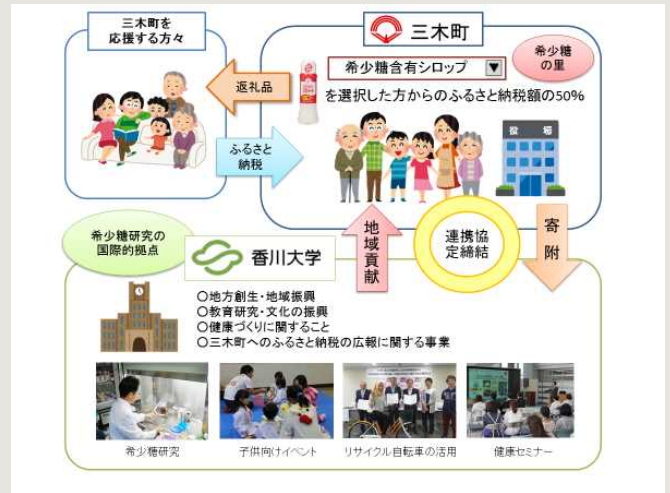 三木町を
応援する方々
三木町
希少糖
の里
希少糖含有シロップ ▼
返礼品
を選択した方からのふるさと納税額の50%
役場
ふるさと
納税
希少糖研究の
国際的拠点
香川大学
地域貢献
連携協
定締結
寄附
○地方創生・地域振興
○教育研究・文化の振興
○健康づくりに関すること
○三木町へのふるさと納税の広報に関する事業
希少糖研究
子供向けイベント
リサイクル自転車の活用
健康セミナー